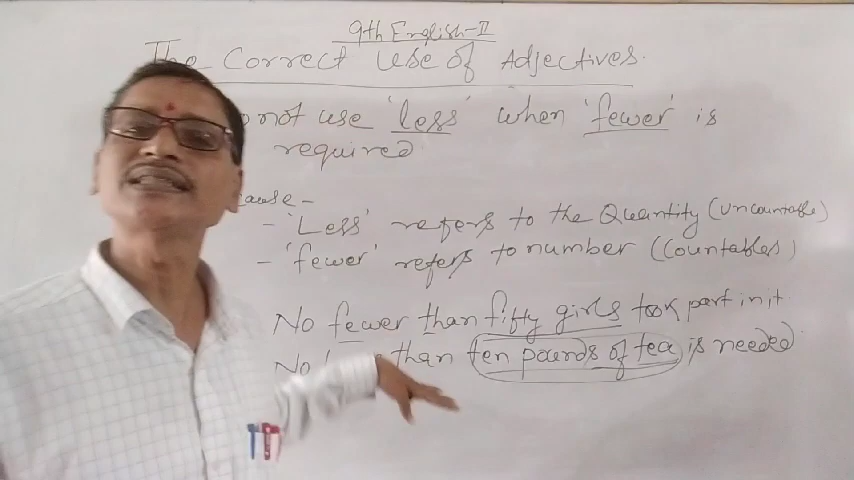 9th English-II
The Correct Use of Adjectives.
not use 'less' when 'fewer' is
required
- 'Less' refers to the Quantity (Uncountable)
- 'fewer' refers to number (Countables)
No fewer than fifty girls took part in it
No than ten pounds of tea is needed